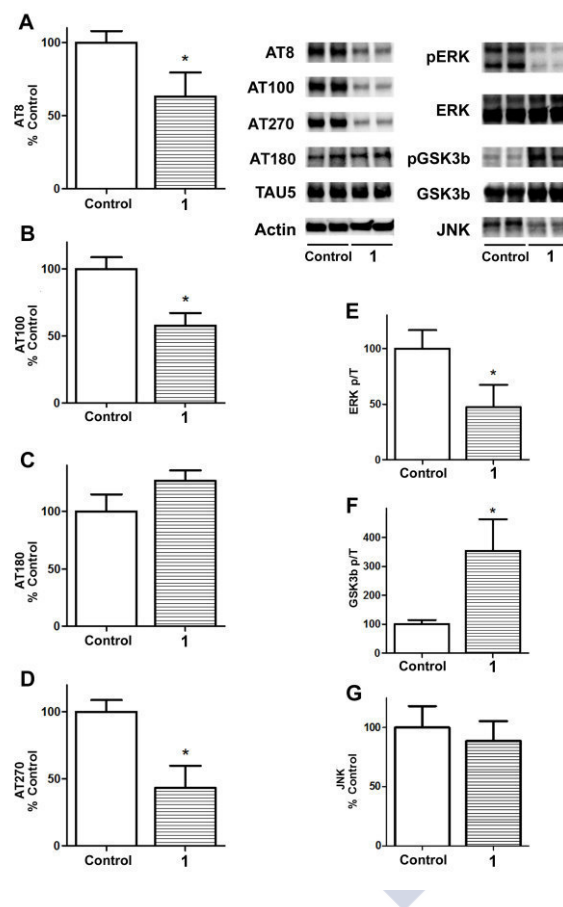 A
AT8
% Control
100
50
0
*
Control
1
B
AT100
% Control
100
50
0
*
Control
1
C
AT180
% Control
100
50
0
Control
1
D
AT270
% Control
100
50
0
*
Control
1
AT8
AT100
AT270
AT180
TAU5
Actin
Control
1
pERK
ERK
pGSK3b
GSK3b
JNK
Control
1
E
ERK p/T
100
50
0
*
Control
1
F
GSK3b p/T
400
300
200
100
0
*
Control
1
G
JNK
% Control
100
50
0
Control
1